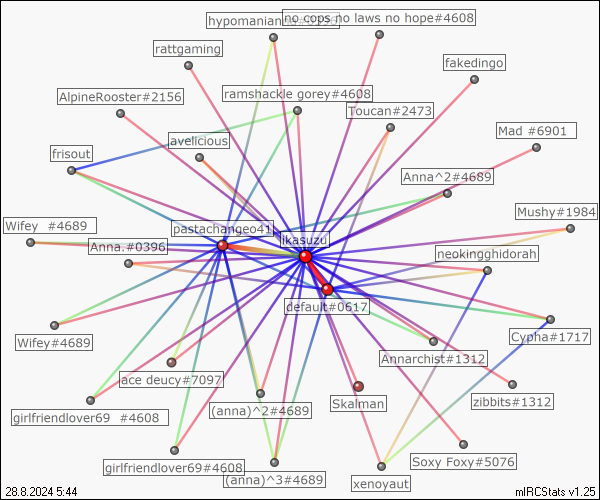 no cops no laws no hope#4608
rattgaming
fakedingo
ramshackle gorey#4608
AlpineRooster#2156
Toucan#2473
Mad #6901
avelicious
frisout
Anna^2#4689
Mushy#1984
Wifey #4689
pastachangeo41
ikasuzu
Anna.#0396
neokingghidorah
default#0617
Cypha#1717
Wifey#4689
Annarchist#1312
ace deucy#7097
zibbits#1312
Skalman
(anna)^2#4689
girlfriendlover69 #4608
Soxy Foxy#5076
girlfriendlover69#4608
(anna)^3#4689
xenoyaut
28.8.2024 5:44
mIRCStats v1.25